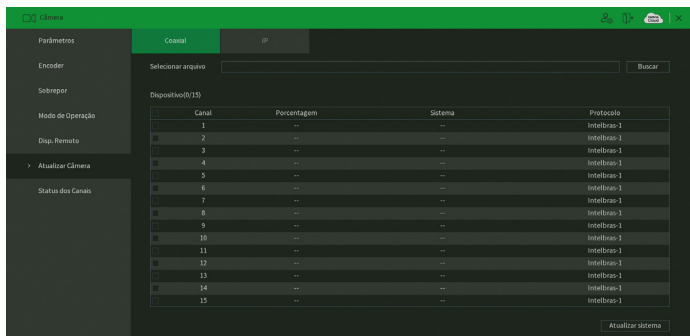 Câmera
Parâmetros
Encoder
Sobrepor
Modo de Operação
Disp. Remoto
> Atualizar Câmera
Status dos Canais
Coaxial IP
Selecionar arquivo Buscar
Dispositivo(0/15)
Canal Porcentagem Sistema Protocolo
1 -- -- Intelbras-1
2 -- -- Intelbras-1
3 -- -- Intelbras-1
4 -- -- Intelbras-1
5 -- -- Intelbras-1
6 -- -- Intelbras-1
7 -- -- Intelbras-1
8 -- -- Intelbras-1
9 -- -- Intelbras-1
10 -- -- Intelbras-1
11 -- -- Intelbras-1
12 -- -- Intelbras-1
13 -- -- Intelbras-1
14 -- -- Intelbras-1
15 -- -- Intelbras-1
Atualizar sistema